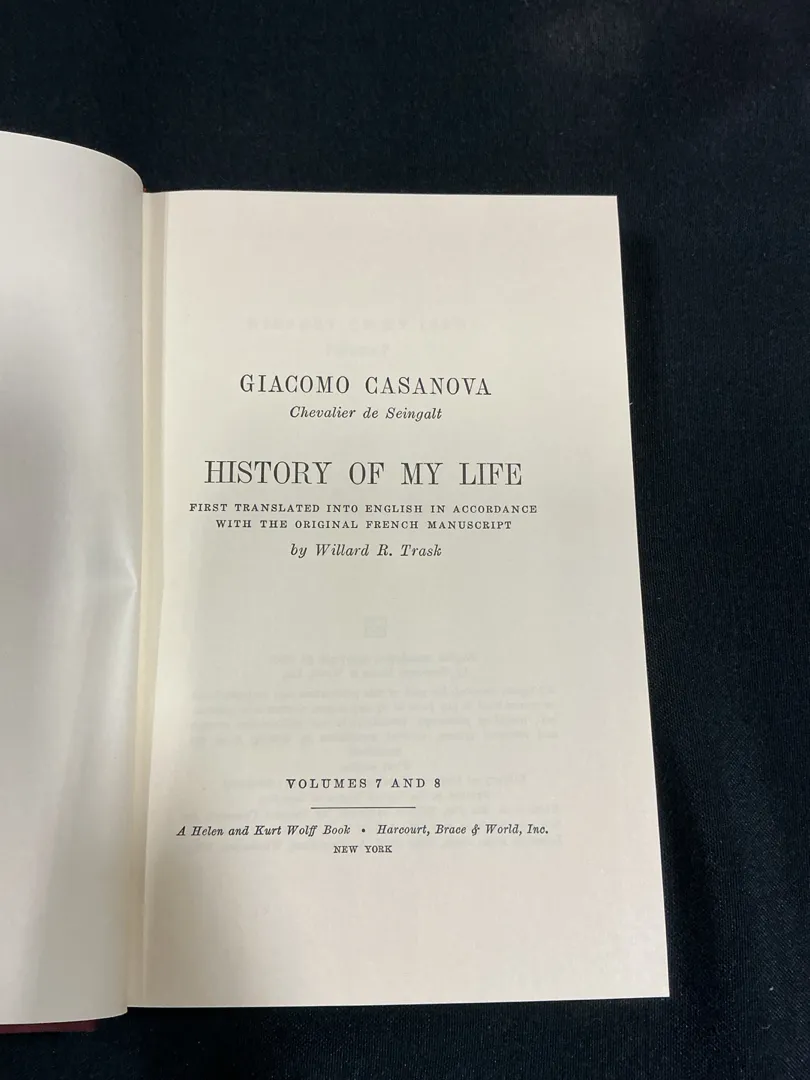 GIACOMO CASANOVA
Chevalier de Seingalt
HISTORY OF MY LIFE
FIRST TRANSLATED INTO ENGLISH IN ACCORDANCE
WITH THE ORIGINAL FRENCH MANUSCRIPT
by Willard R. Trask
VOLUMES 7 AND 8
A Helen and Kurt Wolff Book • Harcourt, Brace & World, Inc.
NEW YORK